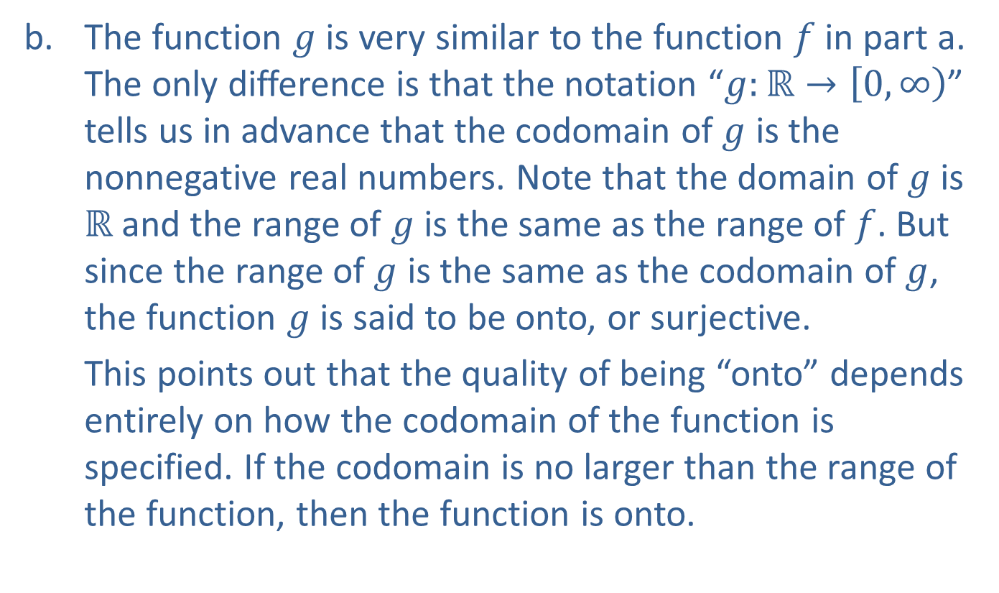 b. The function 𝑔 is very similar to the function 𝑓 in part a.
The only difference is that the notation “𝑔: ℝ → [0, ∞)”
tells us in advance that the codomain of 𝑔 is the
nonnegative real numbers. Note that the domain of 𝑔 is
ℝ and the range of 𝑔 is the same as the range of 𝑓. But
since the range of 𝑔 is the same as the codomain of 𝑔,
the function 𝑔 is said to be onto, or surjective.
This points out that the quality of being “onto” depends
entirely on how the codomain of the function is
specified. If the codomain is no larger than the range of
the function, then the function is onto.